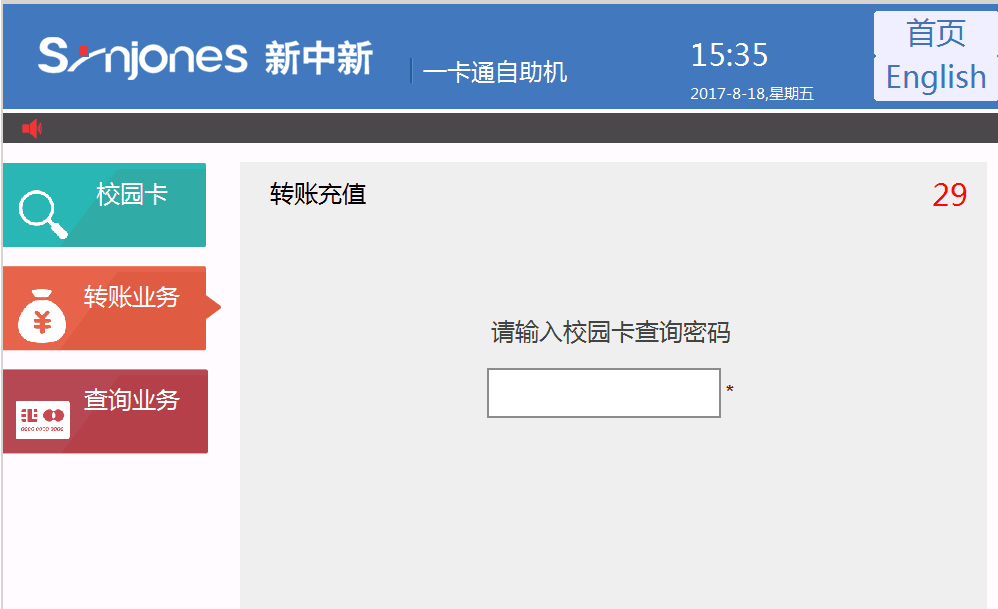 Synjones 新中新
一卡通自助机
15:35
2017-8-18,星期五
首页
English
校园卡
转账业务
查询业务
转账充值
29
请输入校园卡查询密码
*